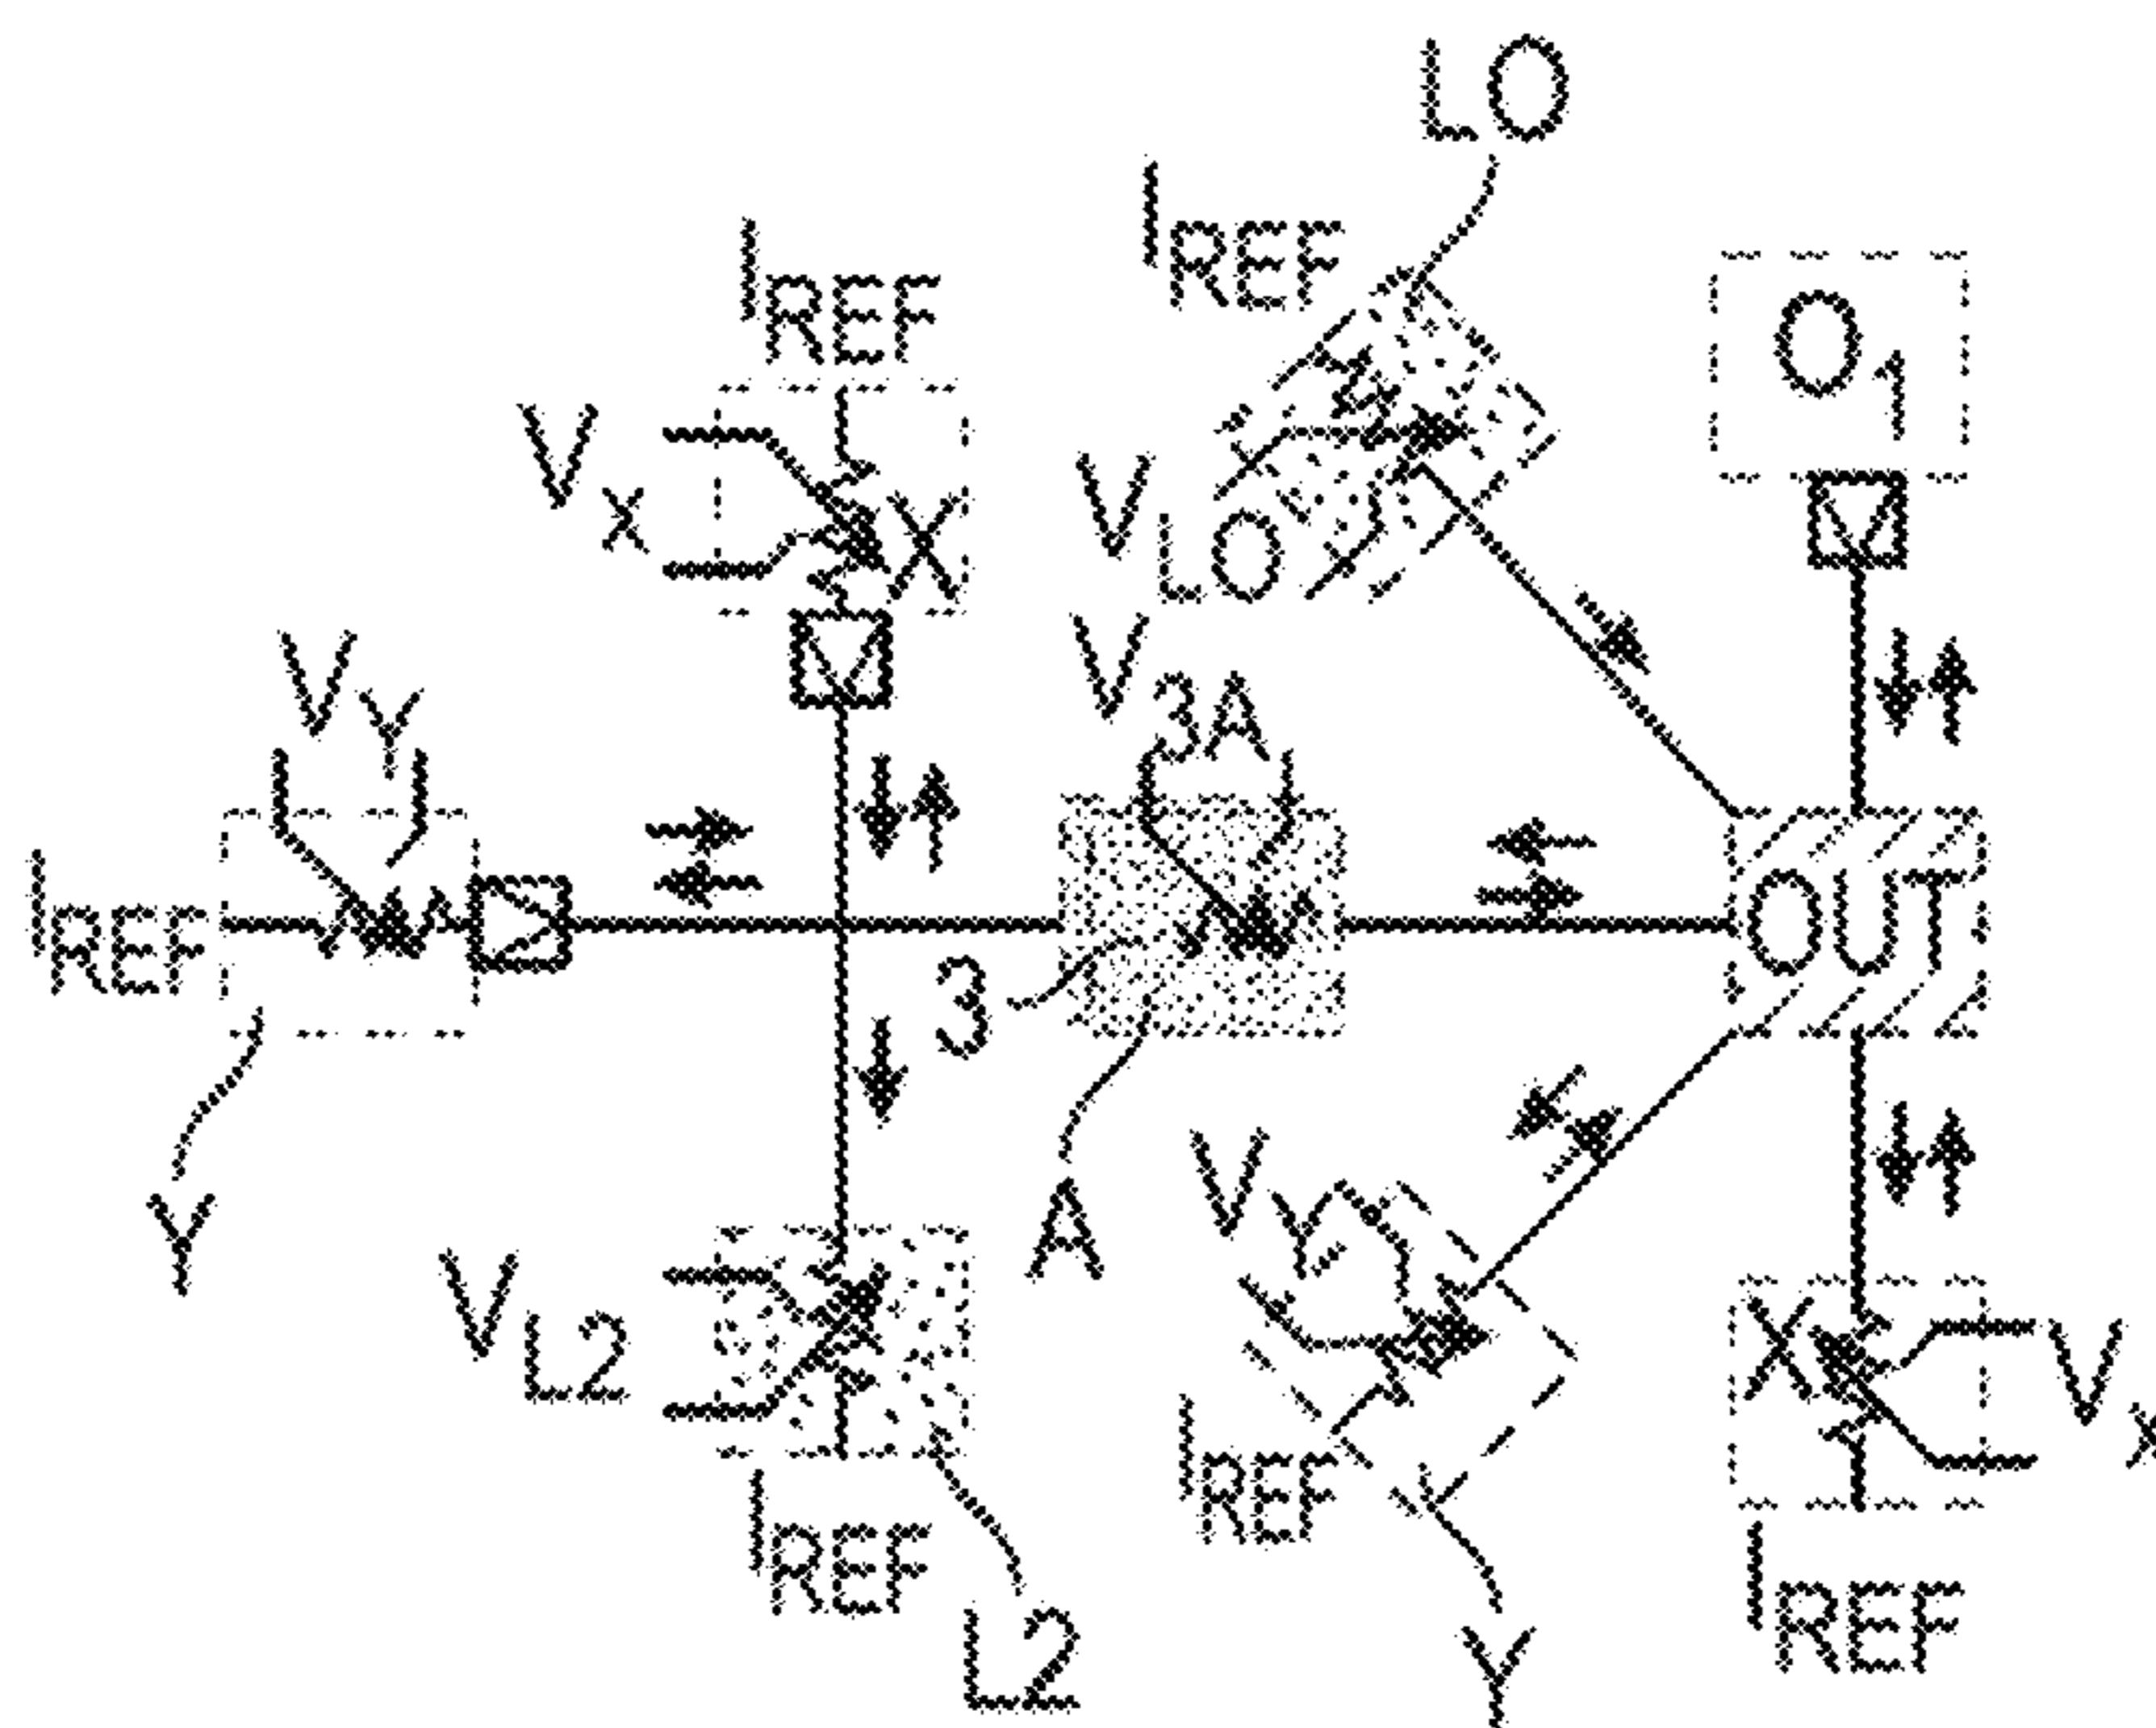 LO
IREF
IREF
O1
VX
X
VLO
VY
V3A
IREF
OUT
3
Y
A
VY
VL2
X
VX
IREF
IREF
IREF
L2
Y